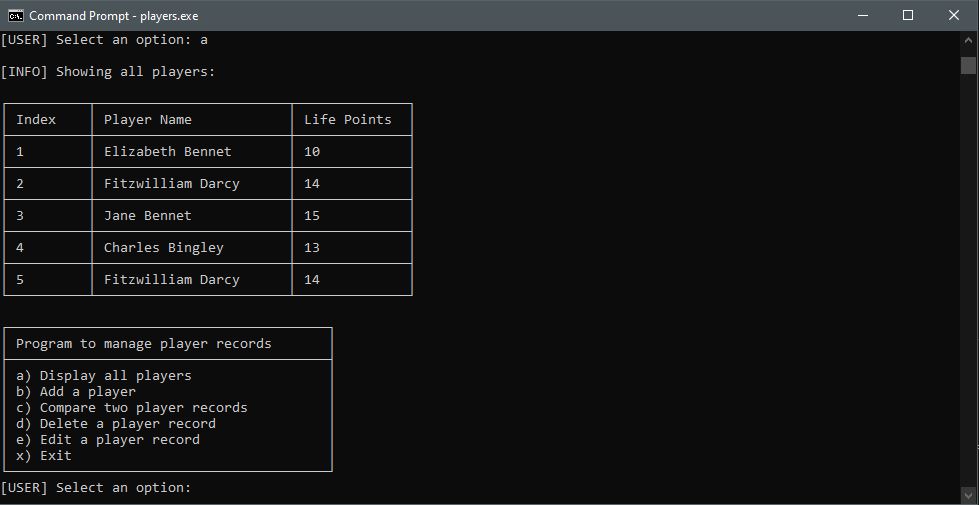 Command Prompt - players.exe
[USER] Select an option: a
[INFO] Showing all players:
Index Player Name Life Points
1 Elizabeth Bennet 10
2 Fitzwilliam Darcy 14
3 Jane Bennet 15
4 Charles Bingley 13
5 Fitzwilliam Darcy 14
Program to manage player records
a) Display all players
b) Add a player
c) Compare two player records
d) Delete a player record
e) Edit a player record
x) Exit
[USER] Select an option: